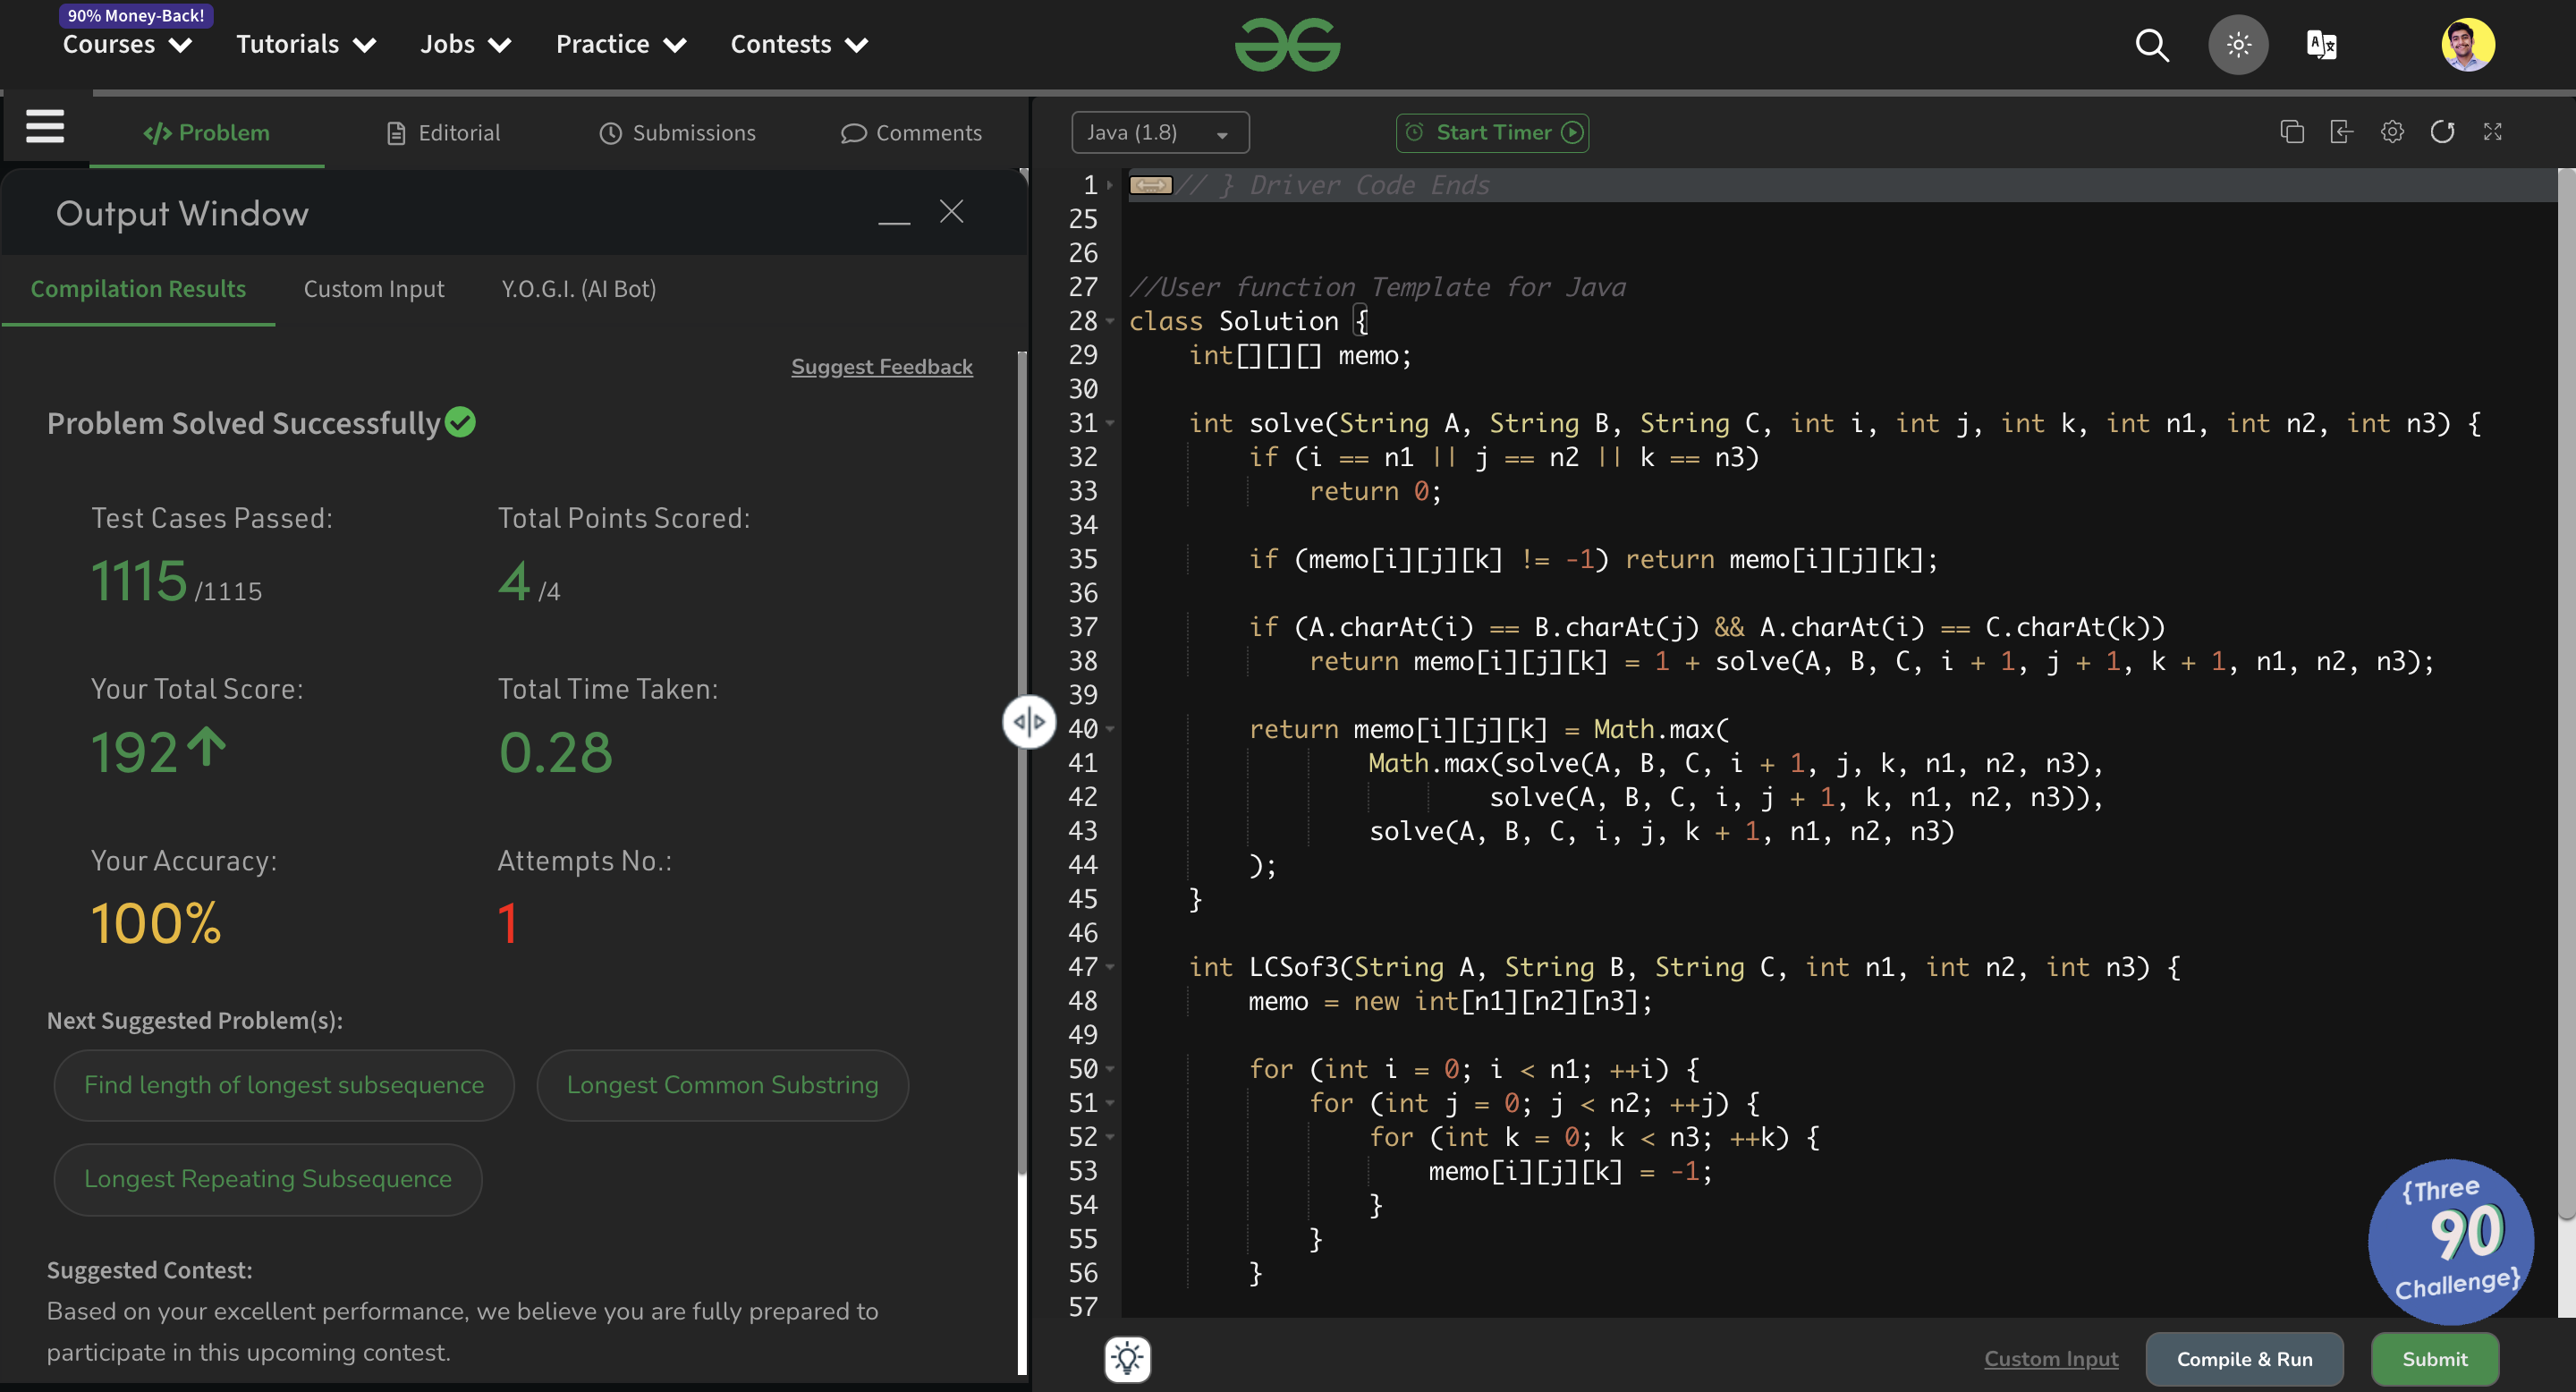 90% Money-Back!
Courses Tutorials Jobs Practice Contests
Problem Editorial Submissions Comments
Output Window
Compilation Results Custom Input Y.O.G.I. (AI Bot)
Suggest Feedback
Problem Solved Successfully
Test Cases Passed: Total Points Scored:
1115 /1115 4 /4
Your Total Score: Total Time Taken:
192 0.28
Your Accuracy: Attempts No.:
100% 1
Next Suggested Problem(s):
Find length of longest subsequence Longest Common Substring
Longest Repeating Subsequence
Suggested Contest:
Based on your excellent performance, we believe you are fully prepared to
participate in this upcoming contest.
Java (1.8) Start Timer
1 // } Driver Code Ends
25
26
27 //User function Template for Java
28 class Solution {
29     int[][][] memo;
30
31     int solve(String A, String B, String C, int i, int j, int k, int n1, int n2, int n3) {
32         if (i == n1 || j == n2 || k == n3)
33             return 0;
34
35         if (memo[i][j][k] != -1) return memo[i][j][k];
36
37         if (A.charAt(i) == B.charAt(j) && A.charAt(i) == C.charAt(k))
38             return memo[i][j][k] = 1 + solve(A, B, C, i + 1, j + 1, k + 1, n1, n2, n3);
39
40         return memo[i][j][k] = Math.max(
41                 Math.max(solve(A, B, C, i + 1, j, k, n1, n2, n3),
42                         solve(A, B, C, i, j + 1, k, n1, n2, n3)),
43                 solve(A, B, C, i, j, k + 1, n1, n2, n3)
44         );
45     }
46
47     int LCSof3(String A, String B, String C, int n1, int n2, int n3) {
48         memo = new int[n1][n2][n3];
49
50         for (int i = 0; i < n1; ++i) {
51             for (int j = 0; j < n2; ++j) {
52                 for (int k = 0; k < n3; ++k) {
53                     memo[i][j][k] = -1;
54                 }
55             }
56         }
57
{Three
90
Challenge}
Custom Input Compile & Run Submit